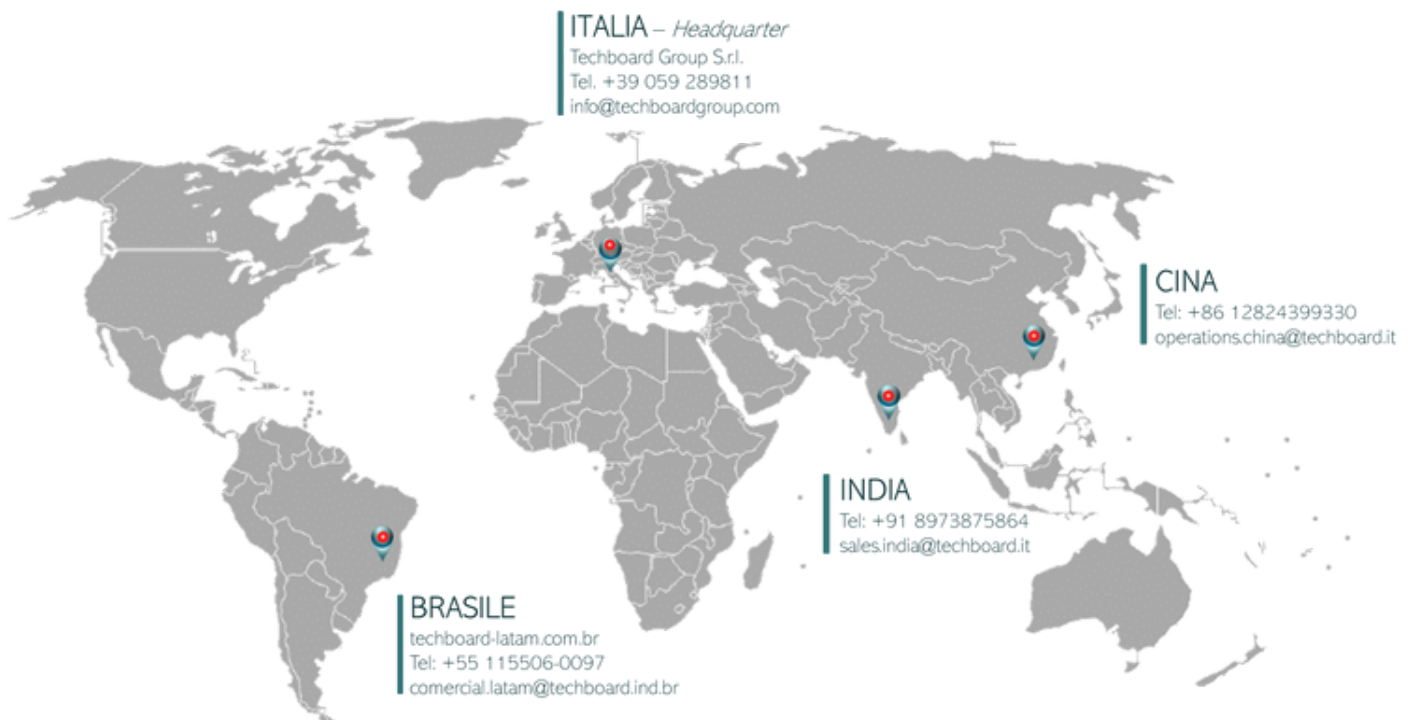 ITALIA – Headquarter
Techboard Group S.r.l.
Tel. +39 059 289811
info@techboardgroup.com
CINA
Tel: +86 12824399330
operations.china@techboard.it
INDIA
Tel: +91 8973875864
sales.india@techboard.it
BRASILE
techboard-latam.com.br
Tel: +55 115506-0097
comercial.latam@techboard.ind.br